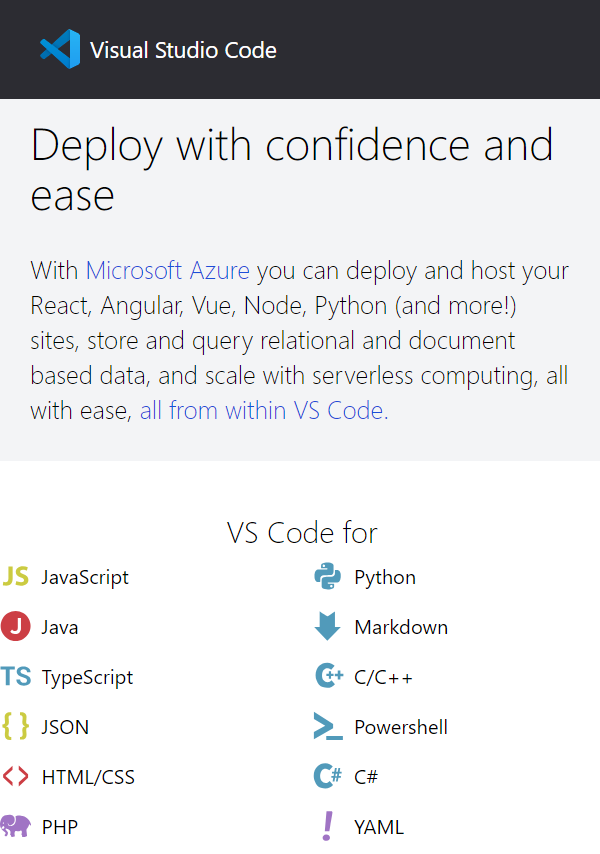 Visual Studio Code
Deploy with confidence and
ease
With Microsoft Azure you can deploy and host your
React, Angular, Vue, Node, Python (and more!)
sites, store and query relational and document
based data, and scale with serverless computing, all
with ease, all from within VS Code.
VS Code for
JS JavaScript
Python
J Java
Markdown
TS TypeScript
C++ C/C++
{ } JSON
Powershell
<> HTML/CSS
C# C#
PHP
! YAML